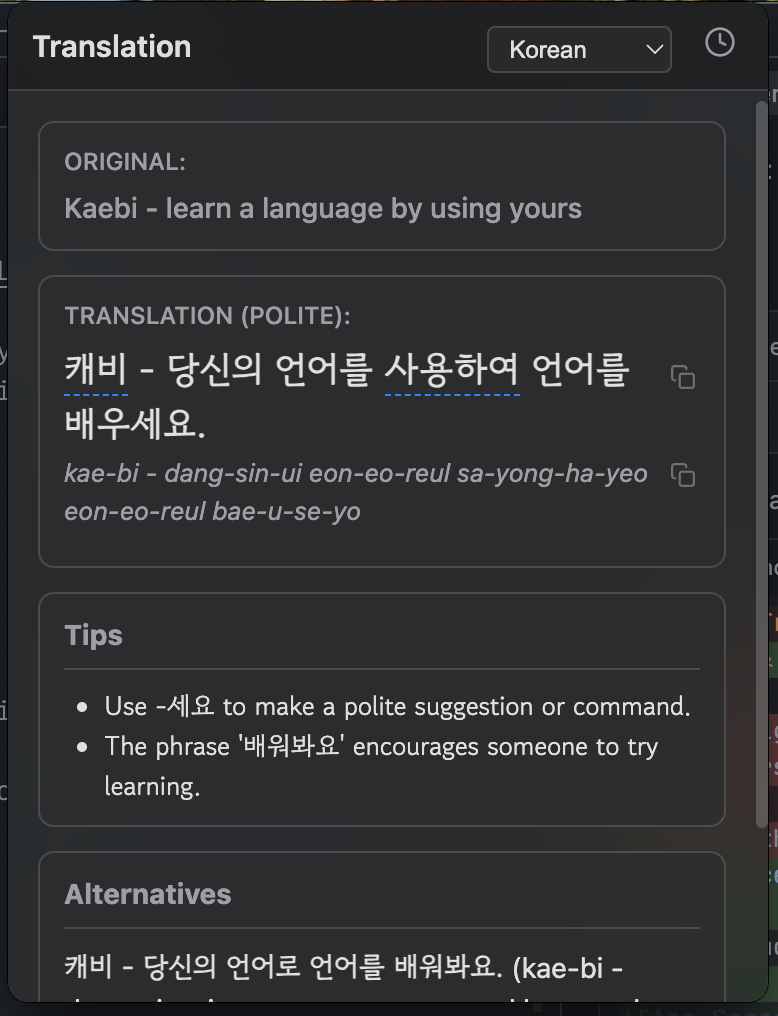 Translation
Korean
ORIGINAL:
Kaebi - learn a language by using yours
TRANSLATION (POLITE):
캐비 - 당신의 언어를 사용하여 언어를
배우세요.
kae-bi - dang-sin-ui eon-eo-reul sa-yong-ha-yeo
eon-eo-reul bae-u-se-yo
Tips
• Use -세요 to make a polite suggestion or command.
• The phrase '배워봐요' encourages someone to try
learning.
Alternatives
캐비 - 당신의 언어로 언어를 배워봐요. (kae-bi -